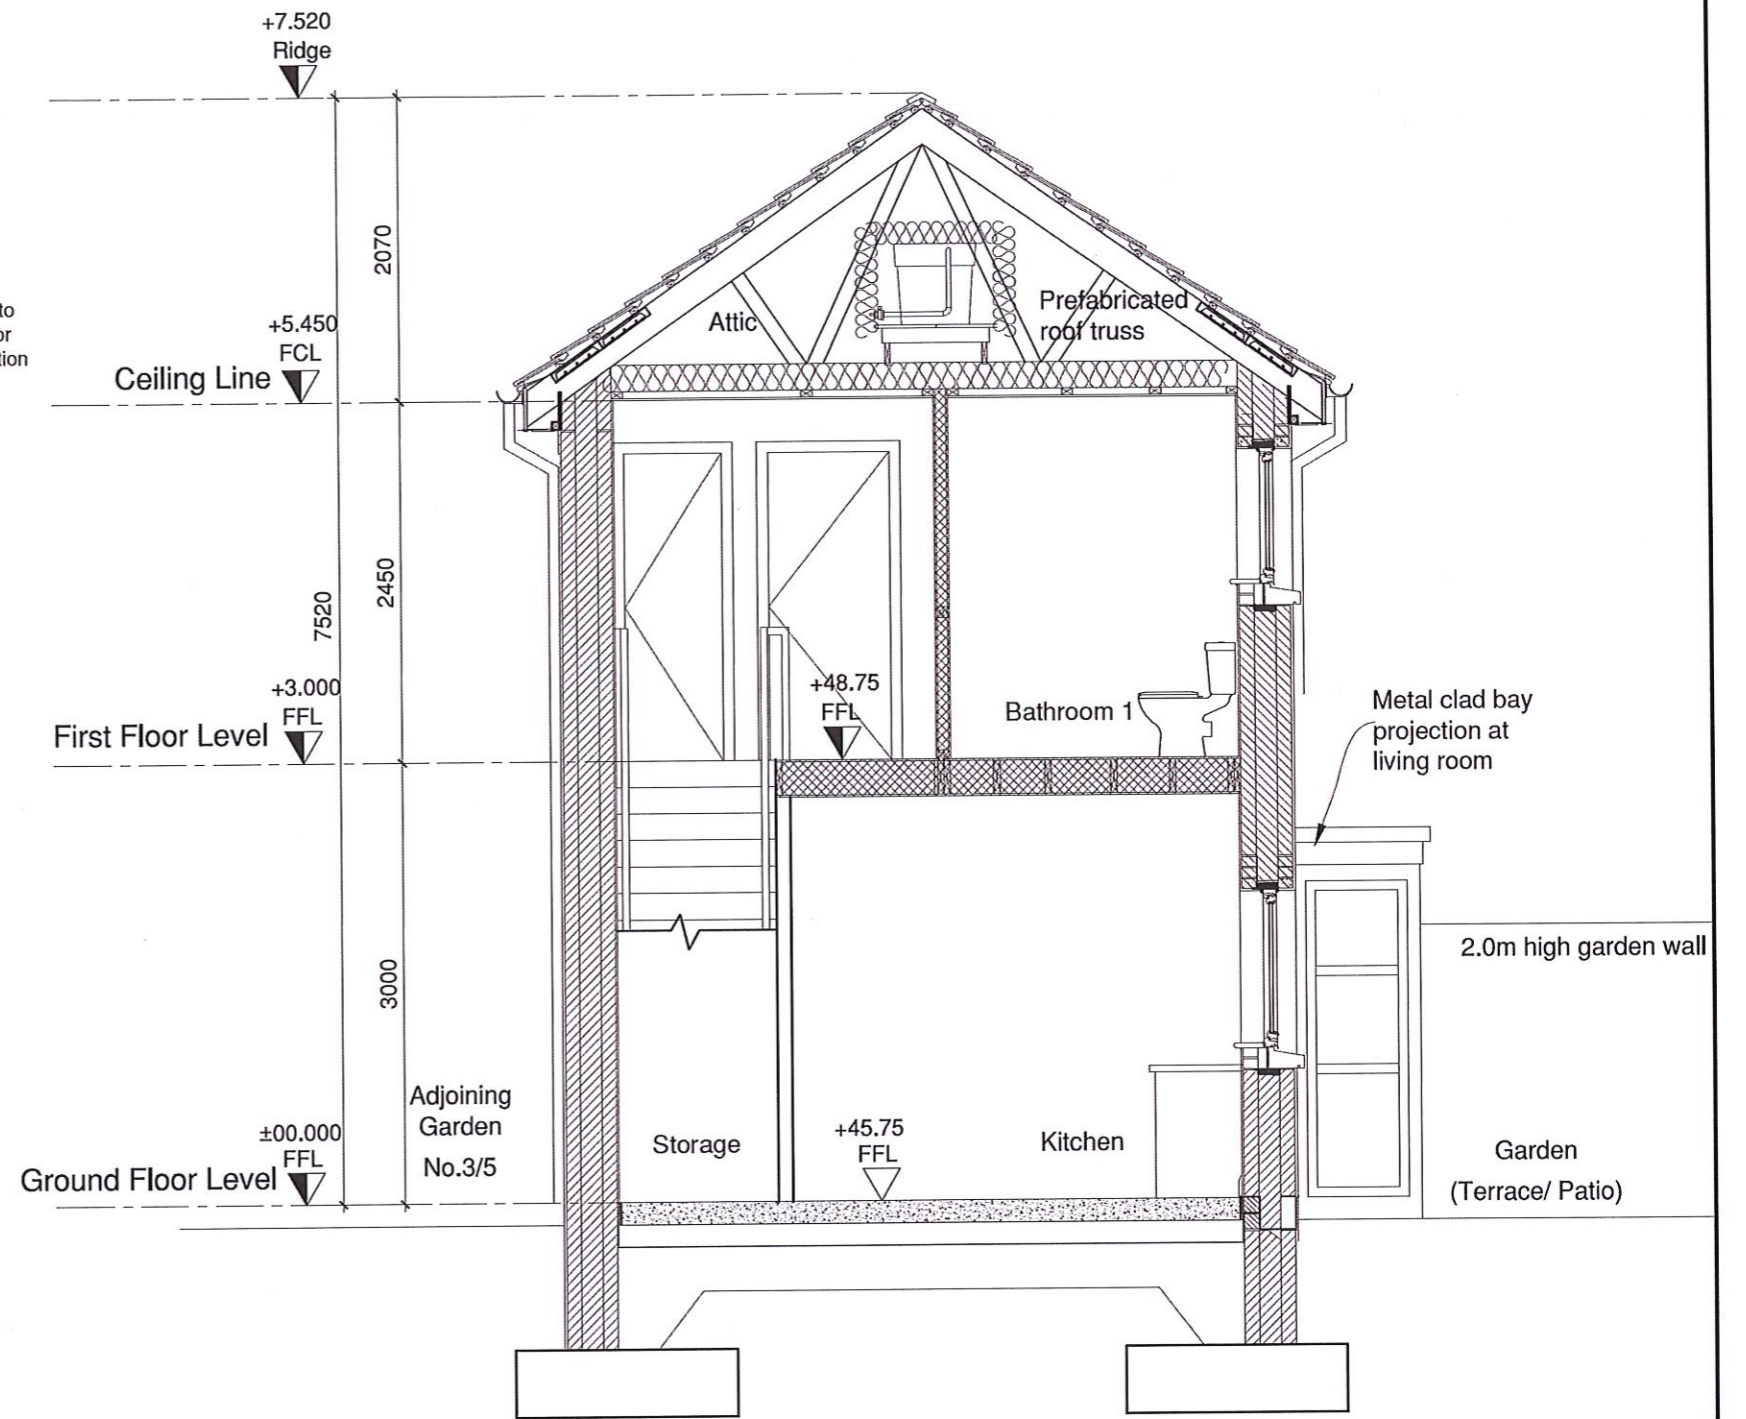 +7.520
Ridge
2070
to
or
tion
+5.450
FCL
Ceiling Line
Attic
Prefabricated
roof truss
2450
7520
+3.000
FFL
First Floor Level
+48.75
FFL
Bathroom 1
Metal clad bay
projection at
living room
2.0m high garden wall
3000
Adjoining
Garden
No.3/5
±00.000
FFL
Ground Floor Level
Storage
+45.75
FFL
Kitchen
Garden
(Terrace/ Patio)